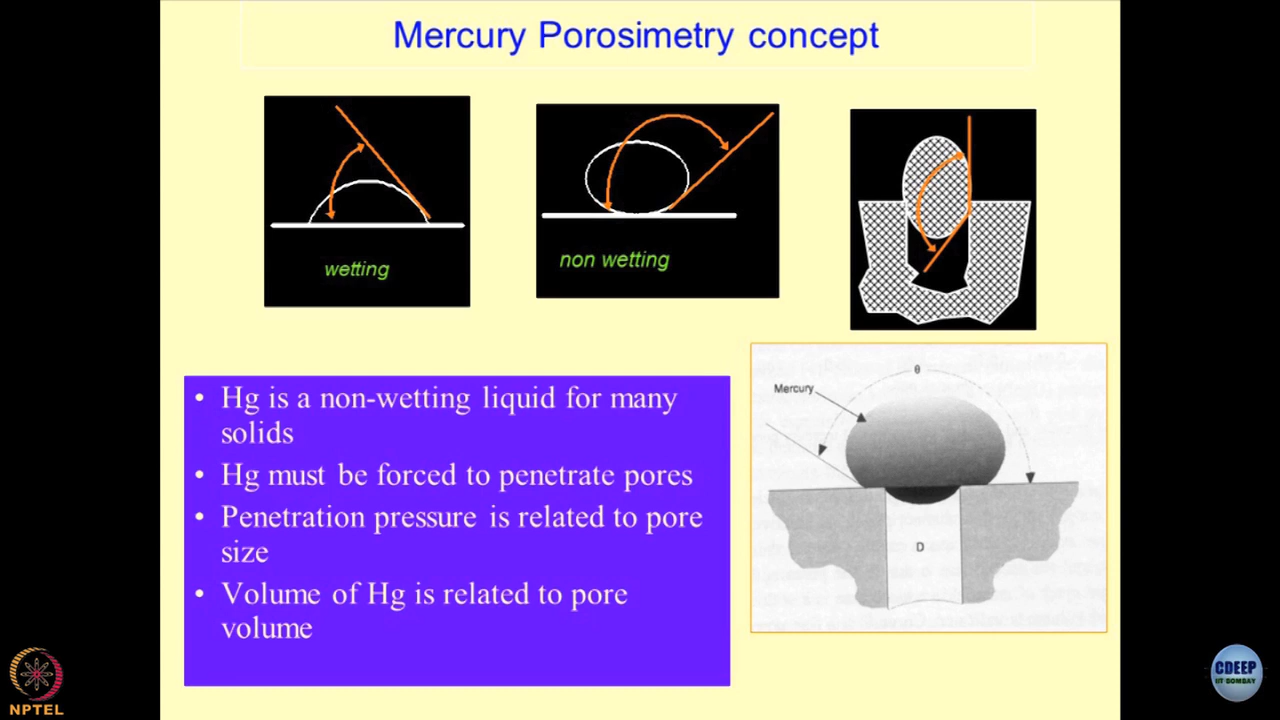 Mercury Porosimetry concept
wetting
non wetting
• Hg is a non-wetting liquid for many
solids
• Hg must be forced to penetrate pores
• Penetration pressure is related to pore
size
• Volume of Hg is related to pore
volume
θ
Mercury
D
NPTEL
CDEEP
IIT BOMBAY